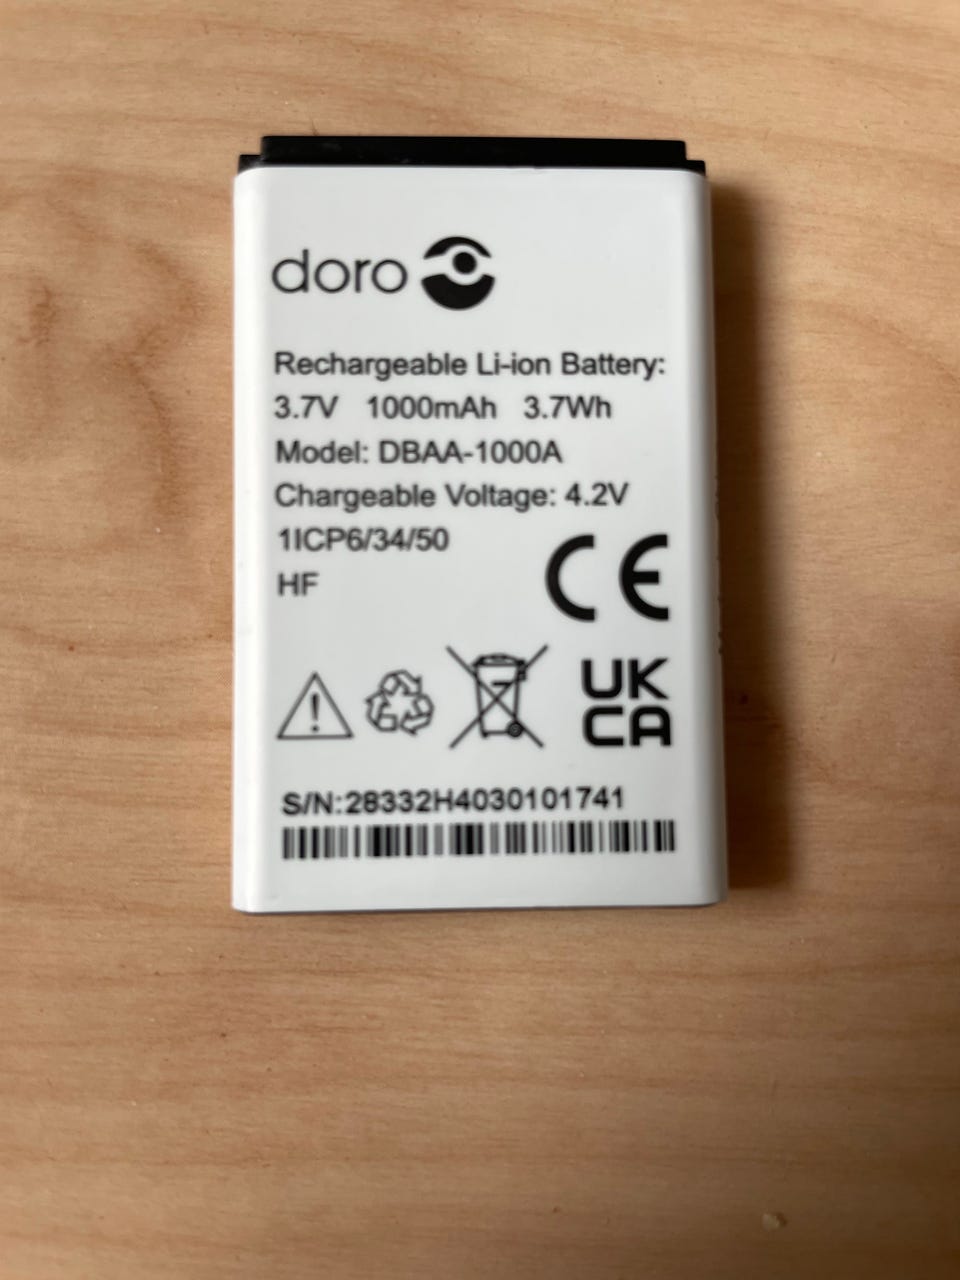 doro
Rechargeable Li-ion Battery:
3.7V 1000mAh 3.7Wh
Model: DBAA-1000A
Chargeable Voltage: 4.2V
1ICP6/34/50
HF
CE
UK
CA
S/N:28332H4030101741